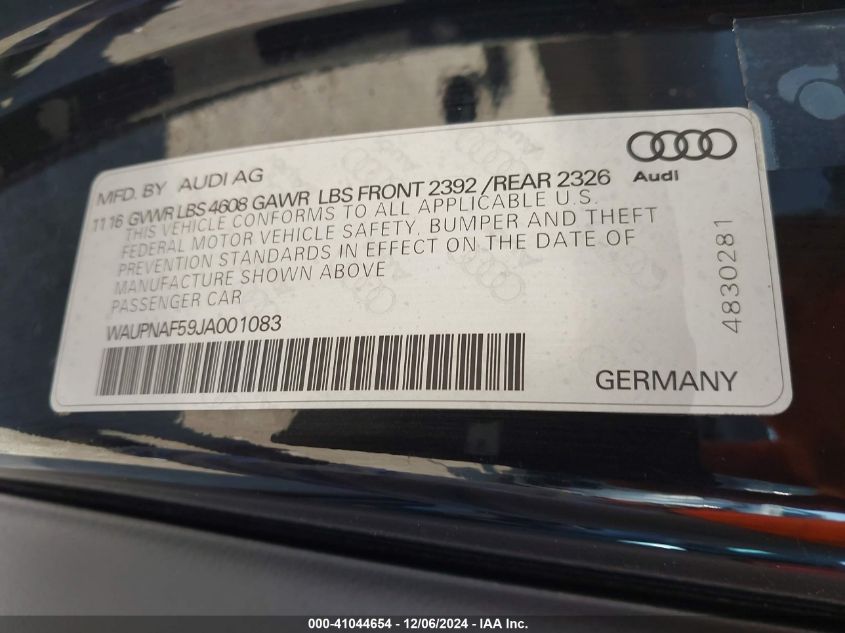 MFD. BY AUDI AG
Audi
11 16 GVWR LBS 4608 GAWR LBS FRONT 2392 /REAR 2326
THIS VEHICLE CONFORMS TO ALL APPLICABLE U.S.
FEDERAL MOTOR VEHICLE SAFETY, BUMPER AND THEFT
PREVENTION STANDARDS IN EFFECT ON THE DATE OF
MANUFACTURE SHOWN ABOVE
PASSENGER CAR
WAUPNAF59JA001083
4830281
GERMANY
000-41044654 - 12/06/2024 - IAA Inc.